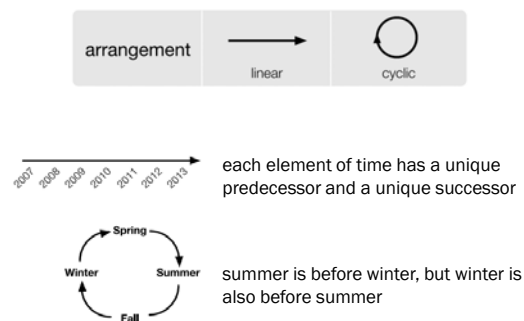 arrangement
linear
cyclic
2007 2008 2009 2010 2011 2012 2013
each element of time has a unique
predecessor and a unique successor
Spring
Winter
Summer
Fall
summer is before winter, but winter is
also before summer